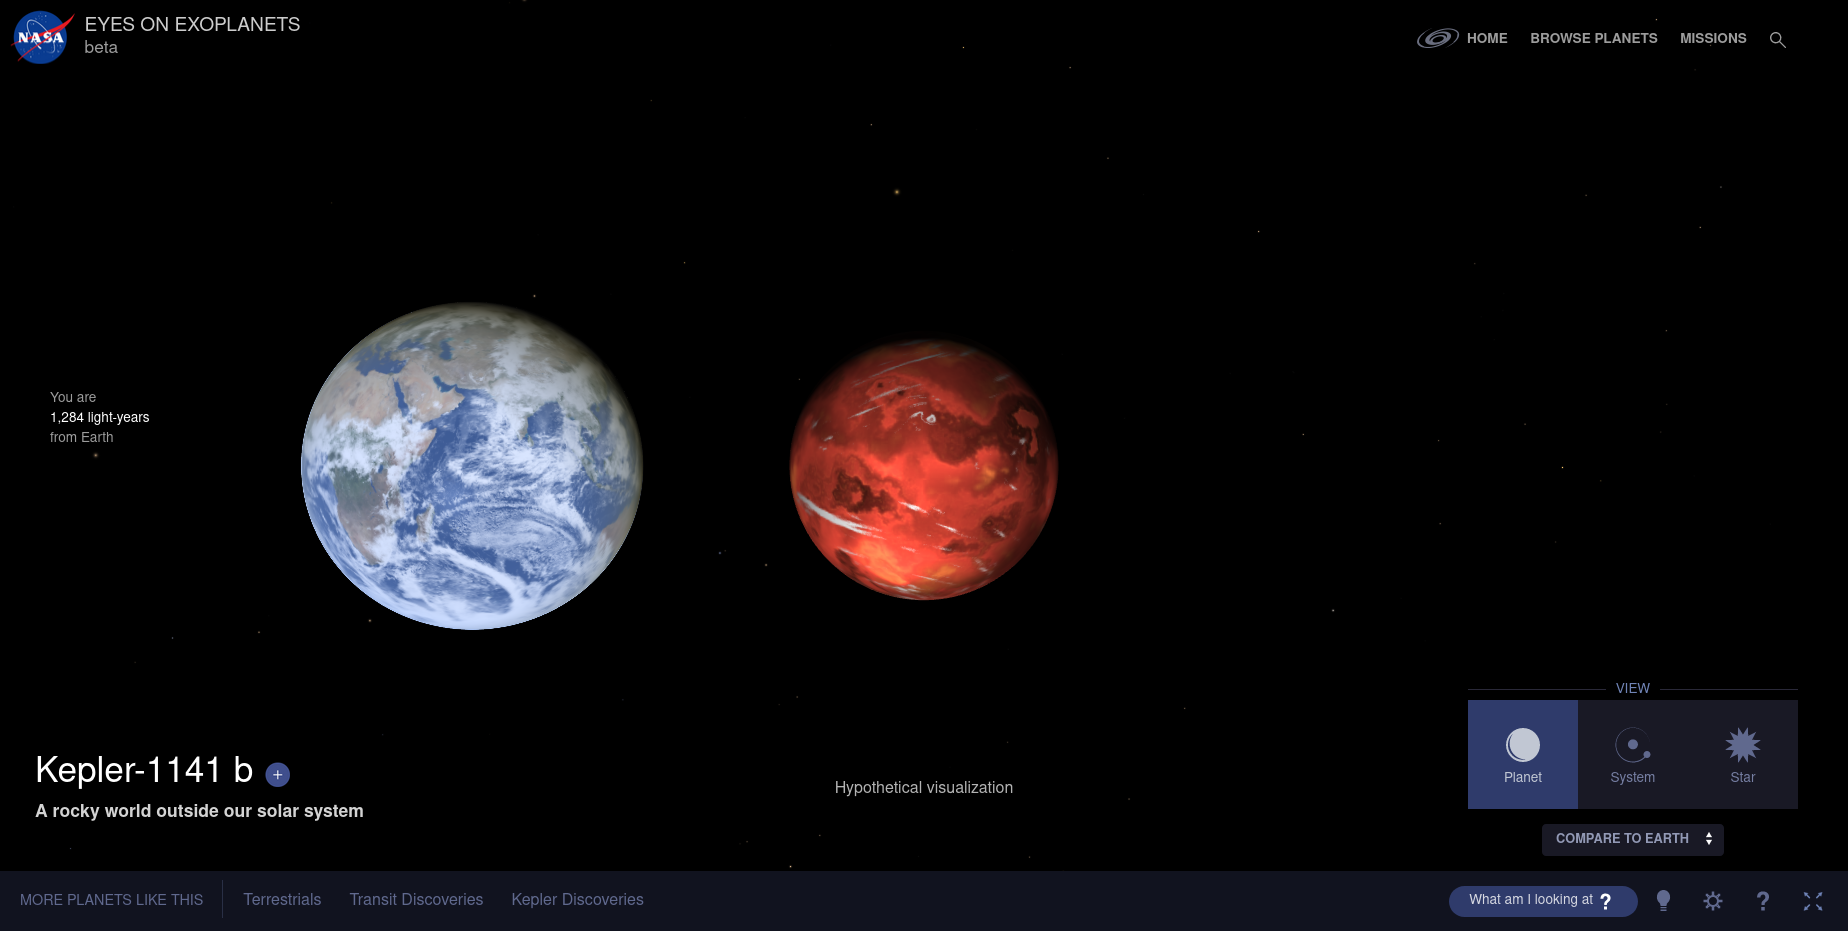 NASA
EYES ON EXOPLANETS
beta
HOME
BROWSE PLANETS
MISSIONS
You are
1,284 light-years
from Earth
VIEW
Planet
System
Star
Kepler-1141 b +
A rocky world outside our solar system
Hypothetical visualization
COMPARE TO EARTH
MORE PLANETS LIKE THIS
Terrestrials
Transit Discoveries
Kepler Discoveries
What am I looking at ?
?